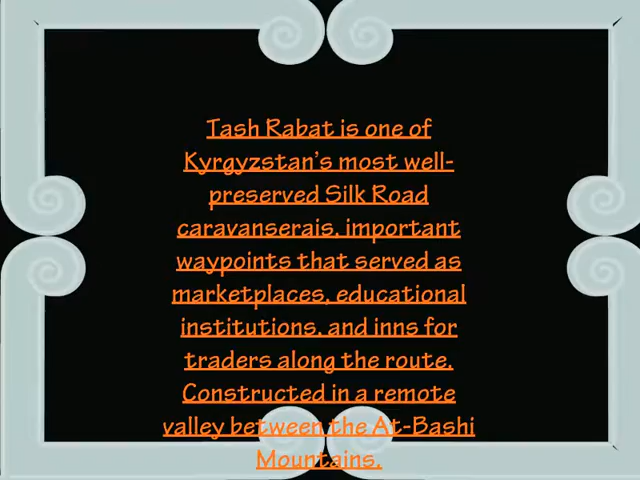 Tash Rabat is one of
Kyrgyzstan's most well-
preserved Silk Road
caravanserais, important
waypoints that served as
marketplaces, educational
institutions, and inns for
traders along the route.
Constructed in a remote
valley between the At-Bashi
Mountains,